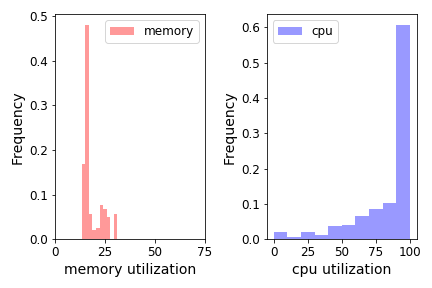 0.5
0.4
0.3
0.2
0.1
0.0
Frequency
memory
0 25 50 75
memory utilization
0.6
0.5
0.4
0.3
0.2
0.1
0.0
Frequency
cpu
0 25 50 75 100
cpu utilization